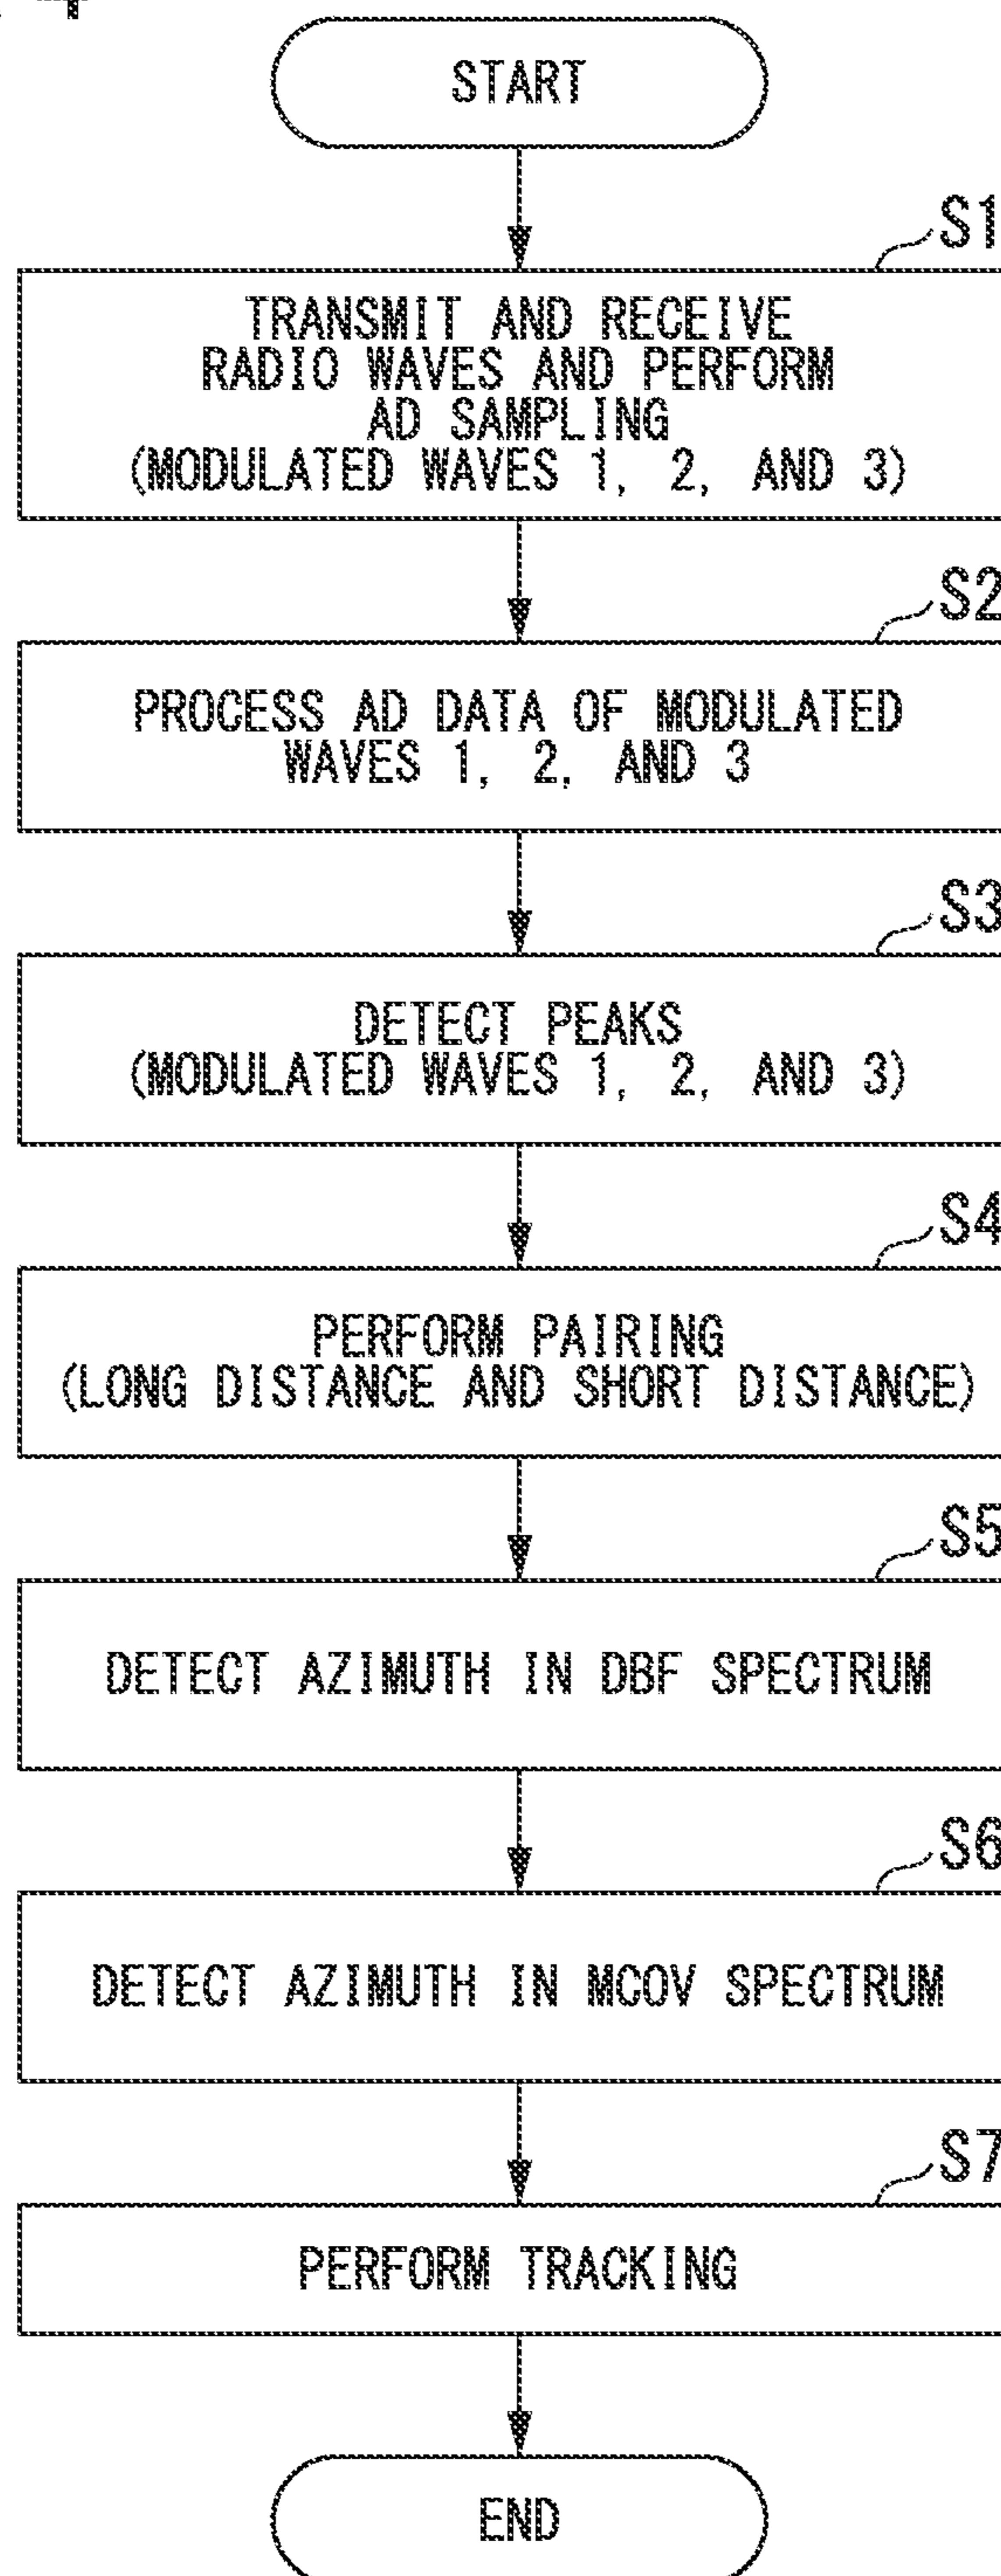 4
START
S1
TRANSMIT AND RECEIVE
RADIO WAVES AND PERFORM
AD SAMPLING
(MODULATED WAVES 1, 2, AND 3)
S2
PROCESS AD DATA OF MODULATED
WAVES 1, 2, AND 3
S3
DETECT PEAKS
(MODULATED WAVES 1, 2, AND 3)
S4
PERFORM PAIRING
(LONG DISTANCE AND SHORT DISTANCE)
S5
DETECT AZIMUTH IN DBF SPECTRUM
S6
DETECT AZIMUTH IN MCOV SPECTRUM
S7
PERFORM TRACKING
END